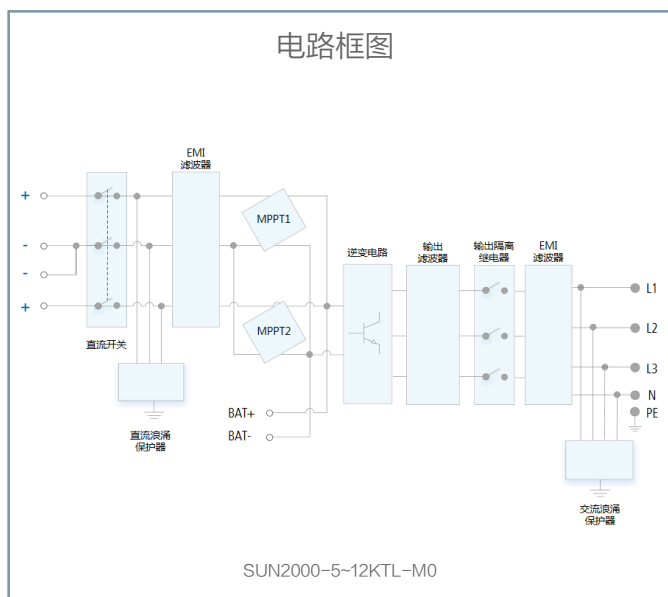 电路框图
EMI
滤波器
+
-
-
+
MPPT1
MPPT2
直流开关
直流浪涌
保护器
BAT+
BAT-
逆变电路
输出
滤波器
输出隔离
继电器
EMI
滤波器
L1
L2
L3
N
PE
交流浪涌
保护器
SUN2000-5~12KTL-M0